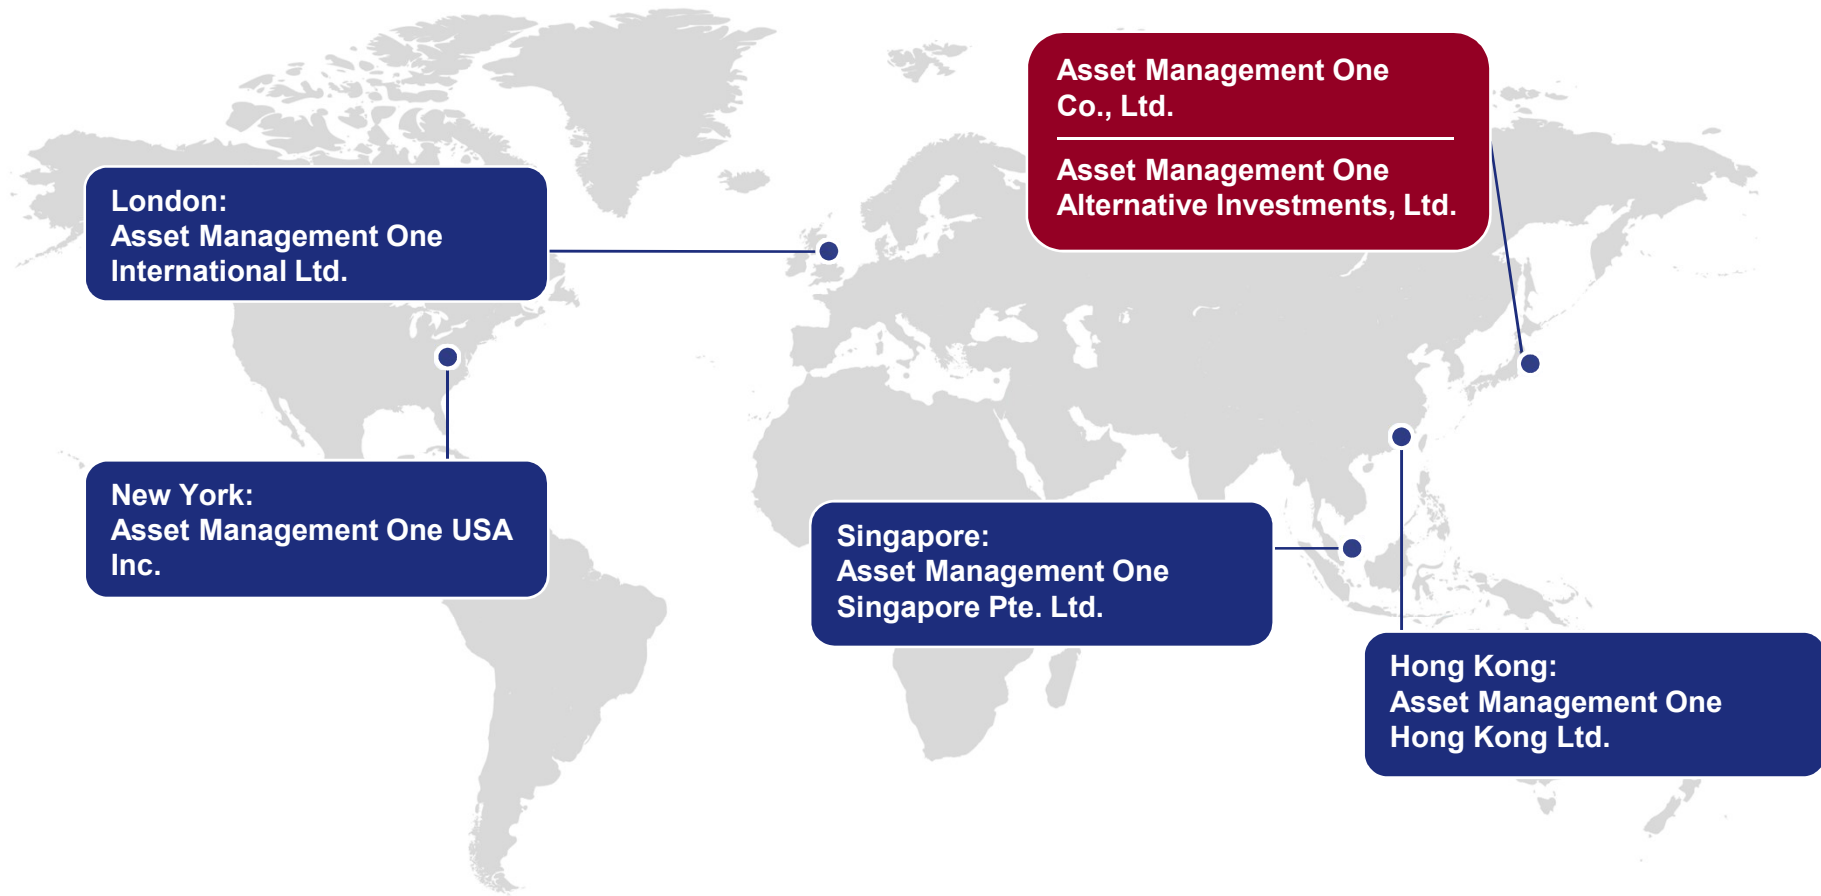 Asset Management One
Co., Ltd.
Asset Management One
Alternative Investments, Ltd.
London:
Asset Management One
International Ltd.
New York:
Asset Management One USA
Inc.
Singapore:
Asset Management One
Singapore Pte. Ltd.
Hong Kong:
Asset Management One
Hong Kong Ltd.